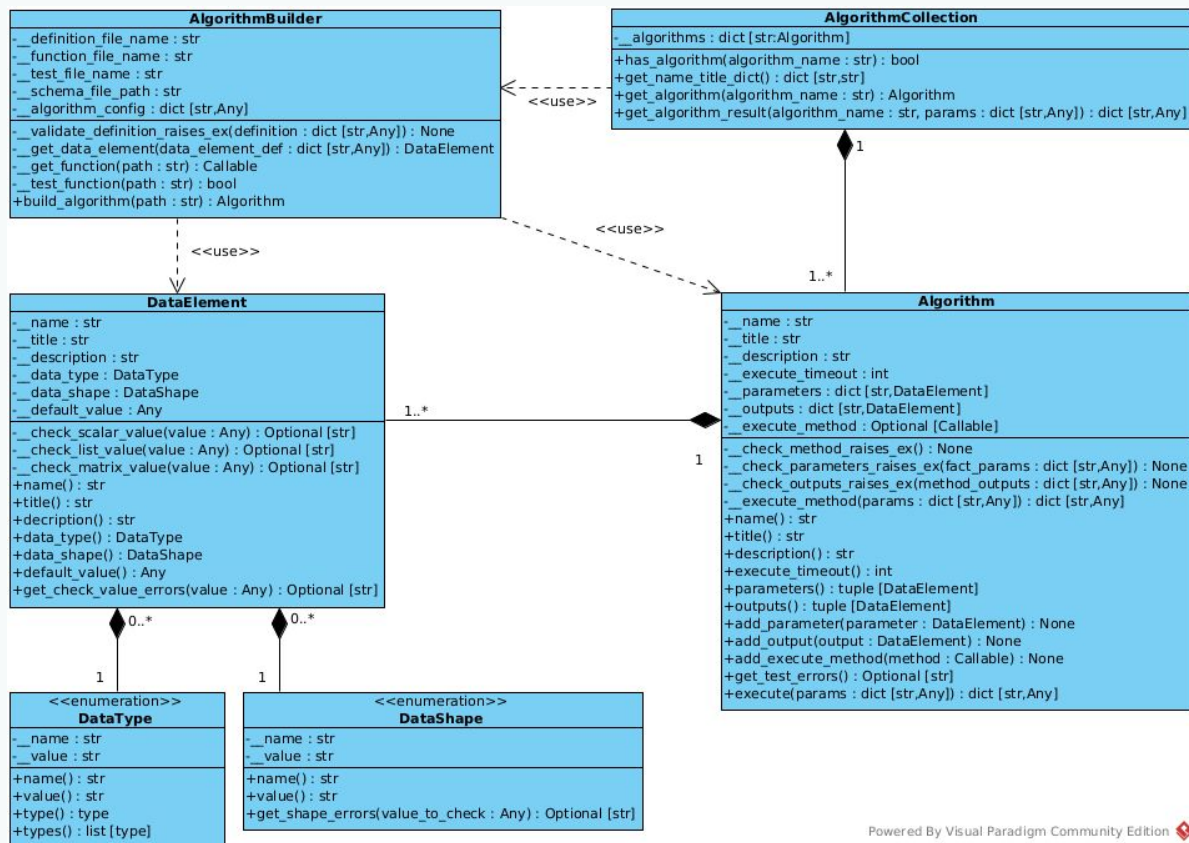 AlgorithmBuilder
-__definition_file_name : str
-__function_file_name : str
-__test_file_name : str
-__schema_file_path : str
-__algorithm_config : dict [str,Any]
-__validate_definition_raises_ex(definition : dict [str,Any]) : None
-__get_data_element(data_element_def : dict [str,Any]) : DataElement
-__get_function(path : str) : Callable
-__test_function(path : str) : bool
+build_algorithm(path : str) : Algorithm
<<use>>
AlgorithmCollection
-__algorithms : dict [str:Algorithm]
+has_algorithm(algorithm_name : str) : bool
+get_name_title_dict() : dict [str,str]
+get_algorithm(algorithm_name : str) : Algorithm
+get_algorithm_result(algorithm_name : str, params : dict [str,Any]) : dict [str,Any]
1
1..*
<<use>>
<<use>>
DataElement
-__name : str
-__title : str
-__description : str
-__data_type : DataType
-__data_shape : DataShape
-__default_value : Any
-__check_scalar_value(value : Any) : Optional [str]
-__check_list_value(value : Any) : Optional [str]
-__check_matrix_value(value : Any) : Optional [str]
+name() : str
+title() : str
+decription() : str
+data_type() : DataType
+data_shape() : DataShape
+default_value() : Any
+get_check_value_errors(value : Any) : Optional [str]
1..*
1
Algorithm
-__name : str
-__title : str
-__description : str
-__execute_timeout : int
-__parameters : dict [str,DataElement]
-__outputs : dict [str,DataElement]
-__execute_method : Optional [Callable]
-__check_method_raises_ex() : None
-__check_parameters_raises_ex(fact_params : dict [str,Any]) : None
-__check_outputs_raises_ex(method_outputs : dict [str,Any]) : None
-__execute_method(params : dict [str,Any]) : dict [str,Any]
+name() : str
+title() : str
+description() : str
+execute_timeout() : int
+parameters() : tuple [DataElement]
+outputs() : tuple [DataElement]
+add_parameter(parameter : DataElement) : None
+add_output(output : DataElement) : None
+add_execute_method(method : Callable) : None
+get_test_errors() : Optional [str]
+execute(params : dict [str,Any]) : dict [str,Any]
0..*
0..*
1
1
<<enumeration>>
DataType
-__name : str
-__value : str
+name() : str
+value() : str
+type() : type
+types() : list [type]
<<enumeration>>
DataShape
-__name : str
-__value : str
+name() : str
+value() : str
+get_shape_errors(value_to_check : Any) : Optional [str]
Powered By Visual Paradigm Community Edition